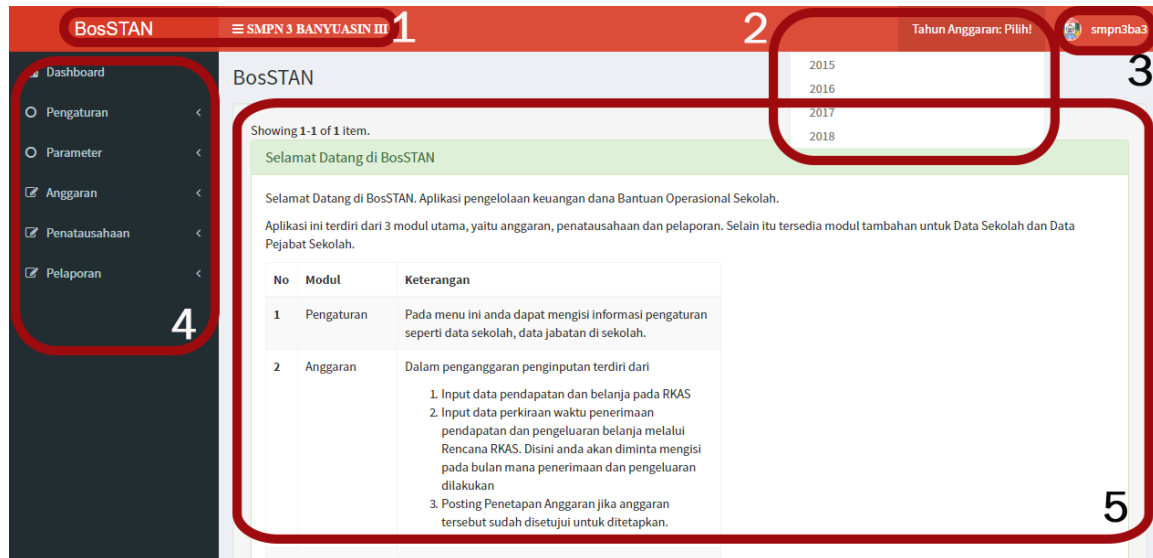 BosSTAN
SMPN 3 BANYUASIN III
1
2
Tahun Anggaran: Pilih!
smpn3ba3
3
2015
2016
2017
2018
Dashboard
Pengaturan
Parameter
Anggaran
Penatausahaan
Pelaporan
4
BosSTAN
Showing 1-1 of 1 item.
Selamat Datang di BosSTAN
Selamat Datang di BosSTAN. Aplikasi pengelolaan keuangan dana Bantuan Operasional Sekolah.
Aplikasi ini terdiri dari 3 modul utama, yaitu anggaran, penatausahaan dan pelaporan. Selain itu tersedia modul tambahan untuk Data Sekolah dan Data
Pejabat Sekolah.
No Modul Keterangan
1 Pengaturan Pada menu ini anda dapat mengisi informasi pengaturan
seperti data sekolah, data jabatan di sekolah.
2 Anggaran Dalam penganggaran penginputan terdiri dari
1. Input data pendapatan dan belanja pada RKAS
2. Input data perkiraan waktu penerimaan
pendapatan dan pengeluaran belanja melalui
Rencana RKAS. Disini anda akan diminta mengisi
pada bulan mana penerimaan dan pengeluaran
dilakukan
3. Posting Penetapan Anggaran jika anggaran
tersebut sudah disetujui untuk ditetapkan.
5